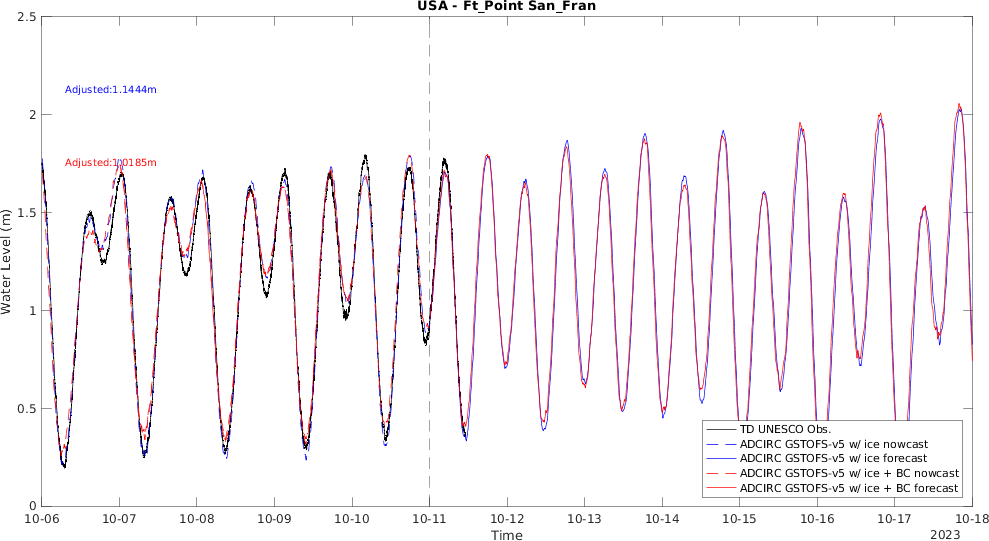 USA - Ft_Point San_Fran
2.5
Adjusted:1.1444m
2
Adjusted:1.0185m
1.5
Water Level (m)
1
0.5
TD UNESCO Obs.
ADCIRC GSTOFS-v5 w/ ice nowcast
ADCIRC GSTOFS-v5 w/ ice forecast
ADCIRC GSTOFS-v5 w/ ice + BC nowcast
ADCIRC GSTOFS-v5 w/ ice + BC forecast
0
10-06 10-07 10-08 10-09 10-10 10-11 10-12 10-13 10-14 10-15 10-16 10-17 10-18
Time
2023